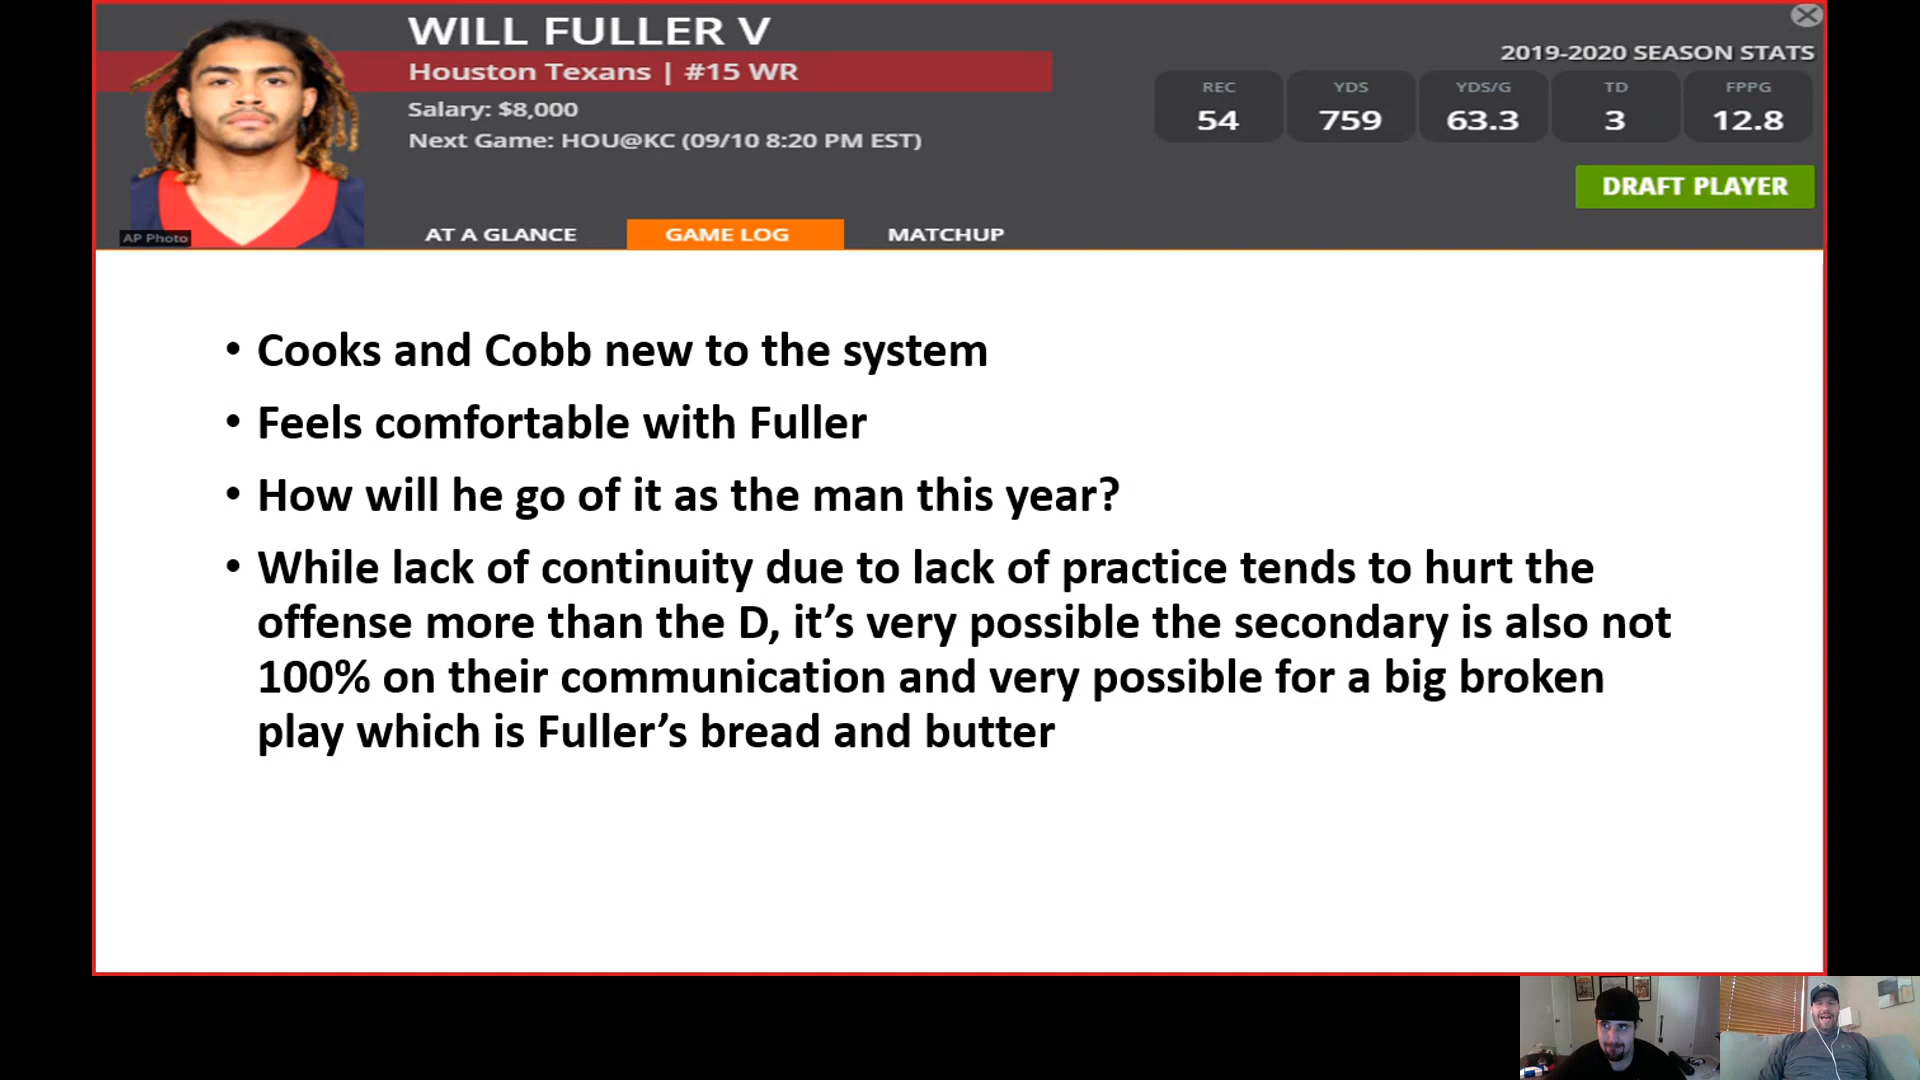 WILL FULLER V
Houston Texans | #15 WR
Salary: $8,000
Next Game: HOU@KC (09/10 8:20 PM EST)
2019-2020 SEASON STATS
REC YDS YDS/G TD FPPG
54 759 63.3 3 12.8
DRAFT PLAYER
AP Photo
AT A GLANCE GAME LOG MATCHUP
• Cooks and Cobb new to the system
• Feels comfortable with Fuller
• How will he go of it as the man this year?
• While lack of continuity due to lack of practice tends to hurt the
offense more than the D, it’s very possible the secondary is also not
100% on their communication and very possible for a big broken
play which is Fuller’s bread and butter